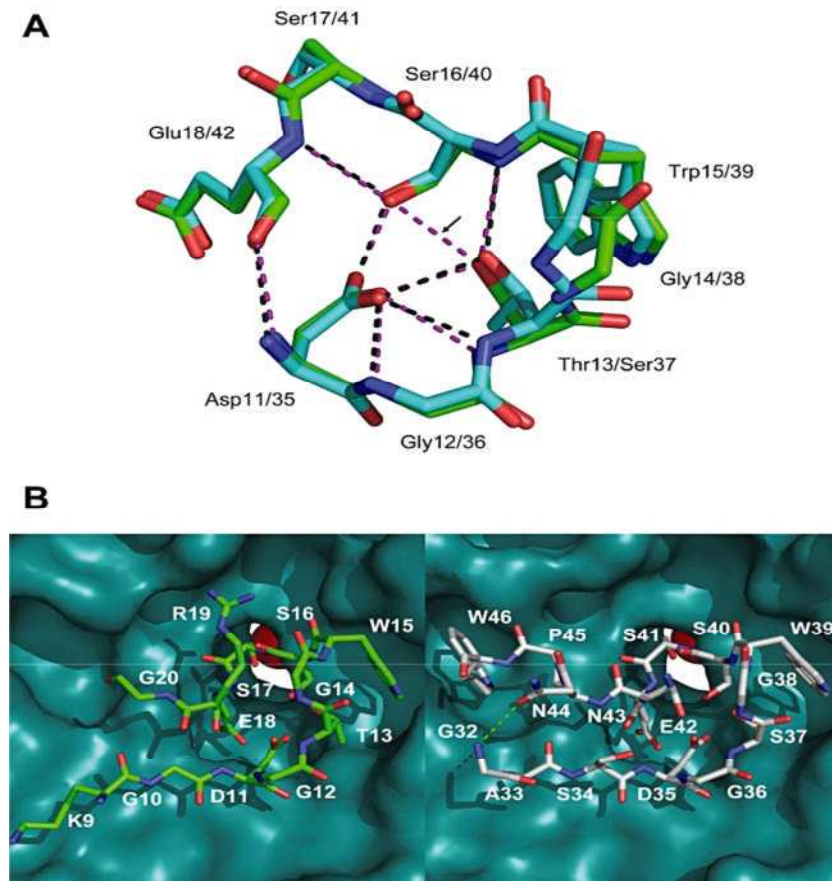 A
Ser17/41
Ser16/40
Glu18/42
Trp15/39
Gly14/38
Thr13/Ser37
Asp11/35
Gly12/36
B
R19 S16 W15
G20 S17 G14
E18 T13
G10 D11 G12
K9
W46 P45 S41 S40 W39
G38
G32 N44 N43 E42 S37
A33 S34 D35 G36